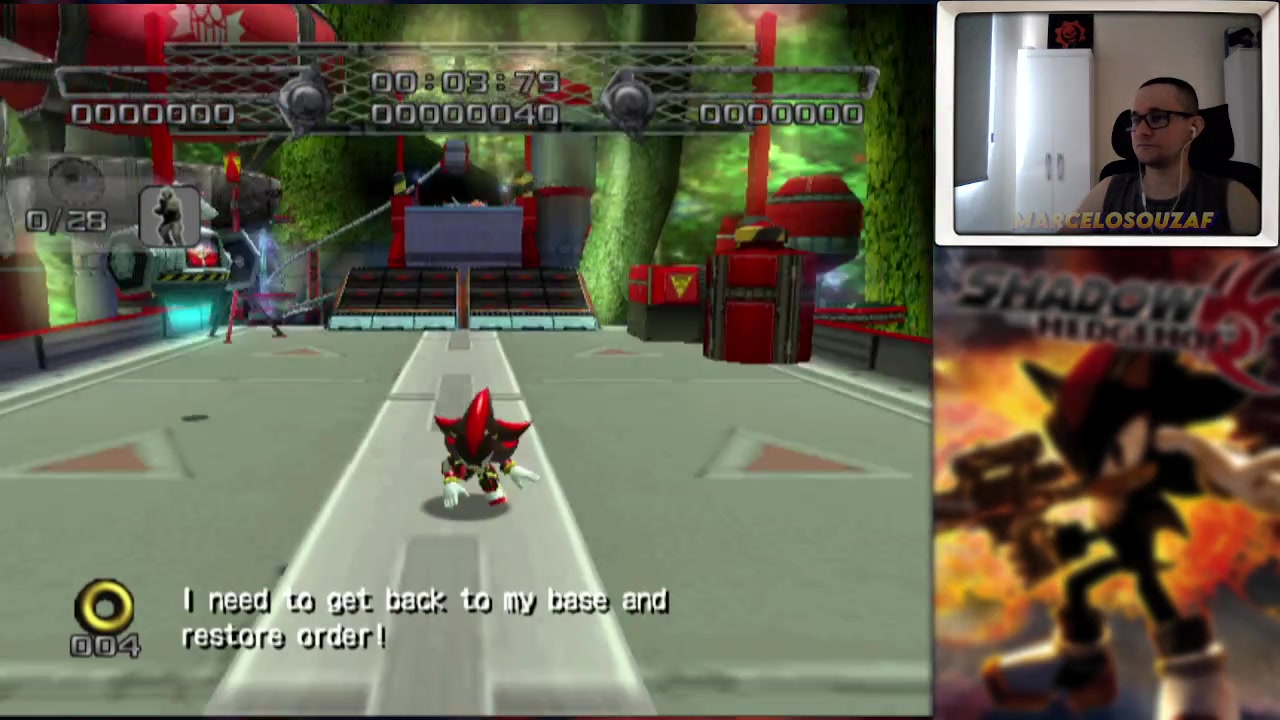 00:03:79
0000000
00000040
0000000
0/28
I need to get back to my base and
restore order!
004
MARCELOSOUZAF
SHADOW
HEDGEHOG